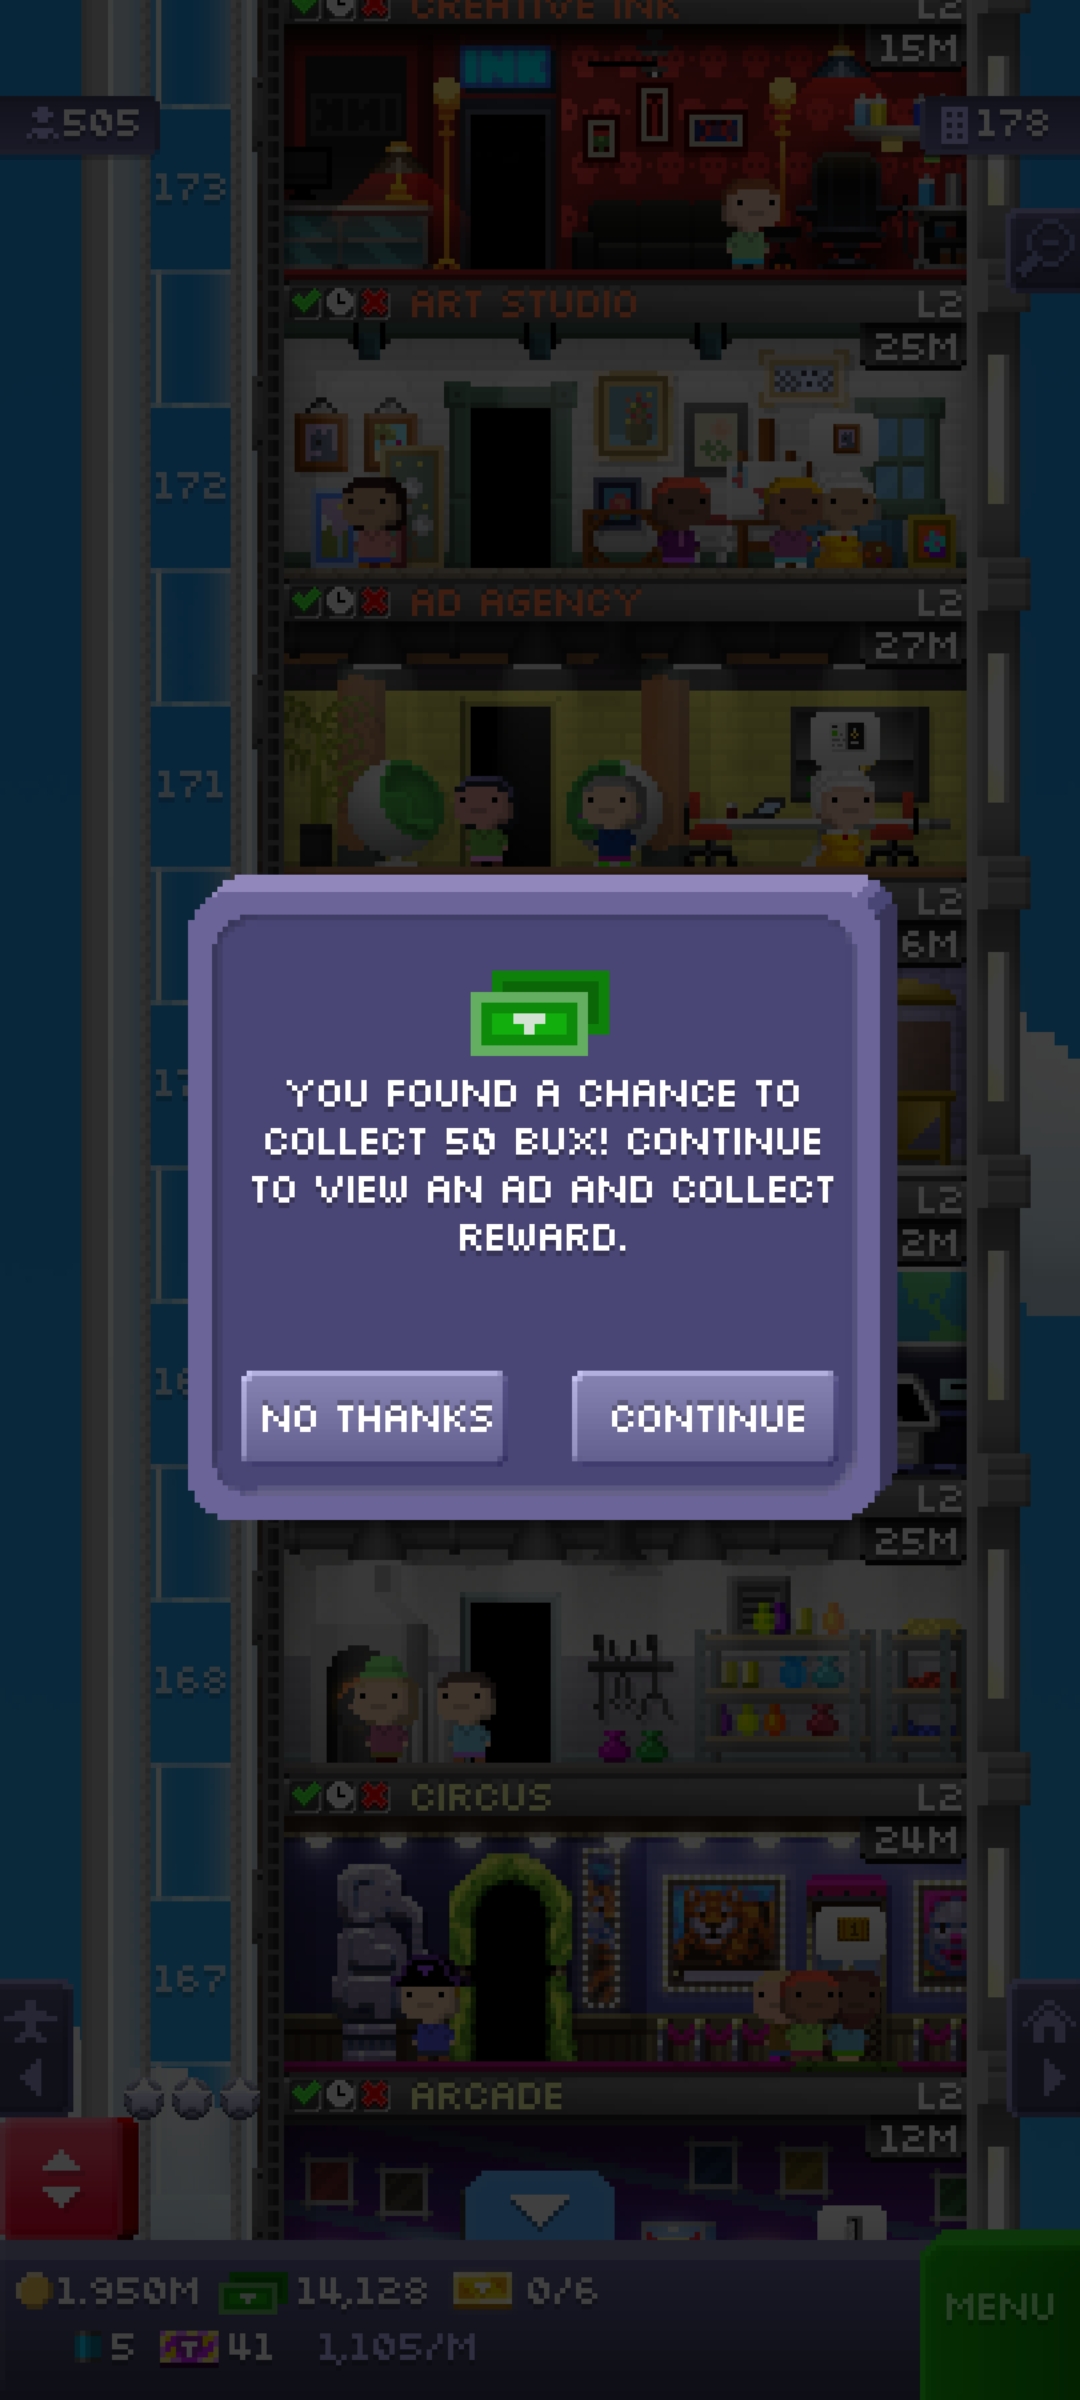 CREATIVE INK
L2
15M
INK
505
178
173
ART STUDIO
L2
25M
172
AD AGENCY
L2
27M
171
L2
6M
YOU FOUND A CHANCE TO
COLLECT 50 BUX! CONTINUE
TO VIEW AN AD AND COLLECT
REWARD.
L2
2M
NO THANKS
CONTINUE
L2
25M
168
CIRCUS
L2
24M
1
167
ARCADE
L2
12M
1
1.950M
14,128
0/6
MENU
5
41
1,105/M